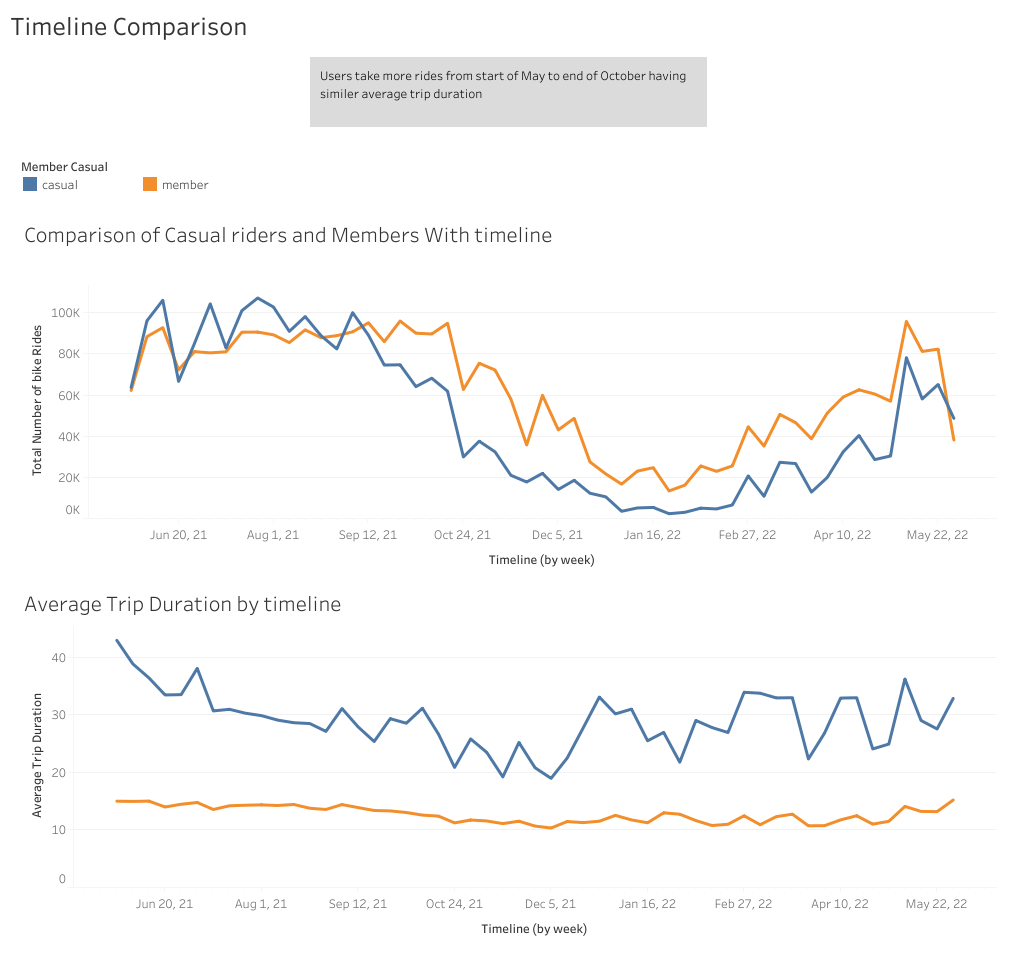 Timeline Comparison
Users take more rides from start of May to end of October having
similer average trip duration
Member Casual
casual
member
Comparison of Casual riders and Members With timeline
Total Number of bike Rides
100K
80K
60K
40K
20K
0K
Jun 20, 21
Aug 1, 21
Sep 12, 21
Oct 24, 21
Dec 5, 21
Jan 16, 22
Feb 27, 22
Apr 10, 22
May 22, 22
Timeline (by week)
Average Trip Duration by timeline
Average Trip Duration
40
30
20
10
0
Jun 20, 21
Aug 1, 21
Sep 12, 21
Oct 24, 21
Dec 5, 21
Jan 16, 22
Feb 27, 22
Apr 10, 22
May 22, 22
Timeline (by week)